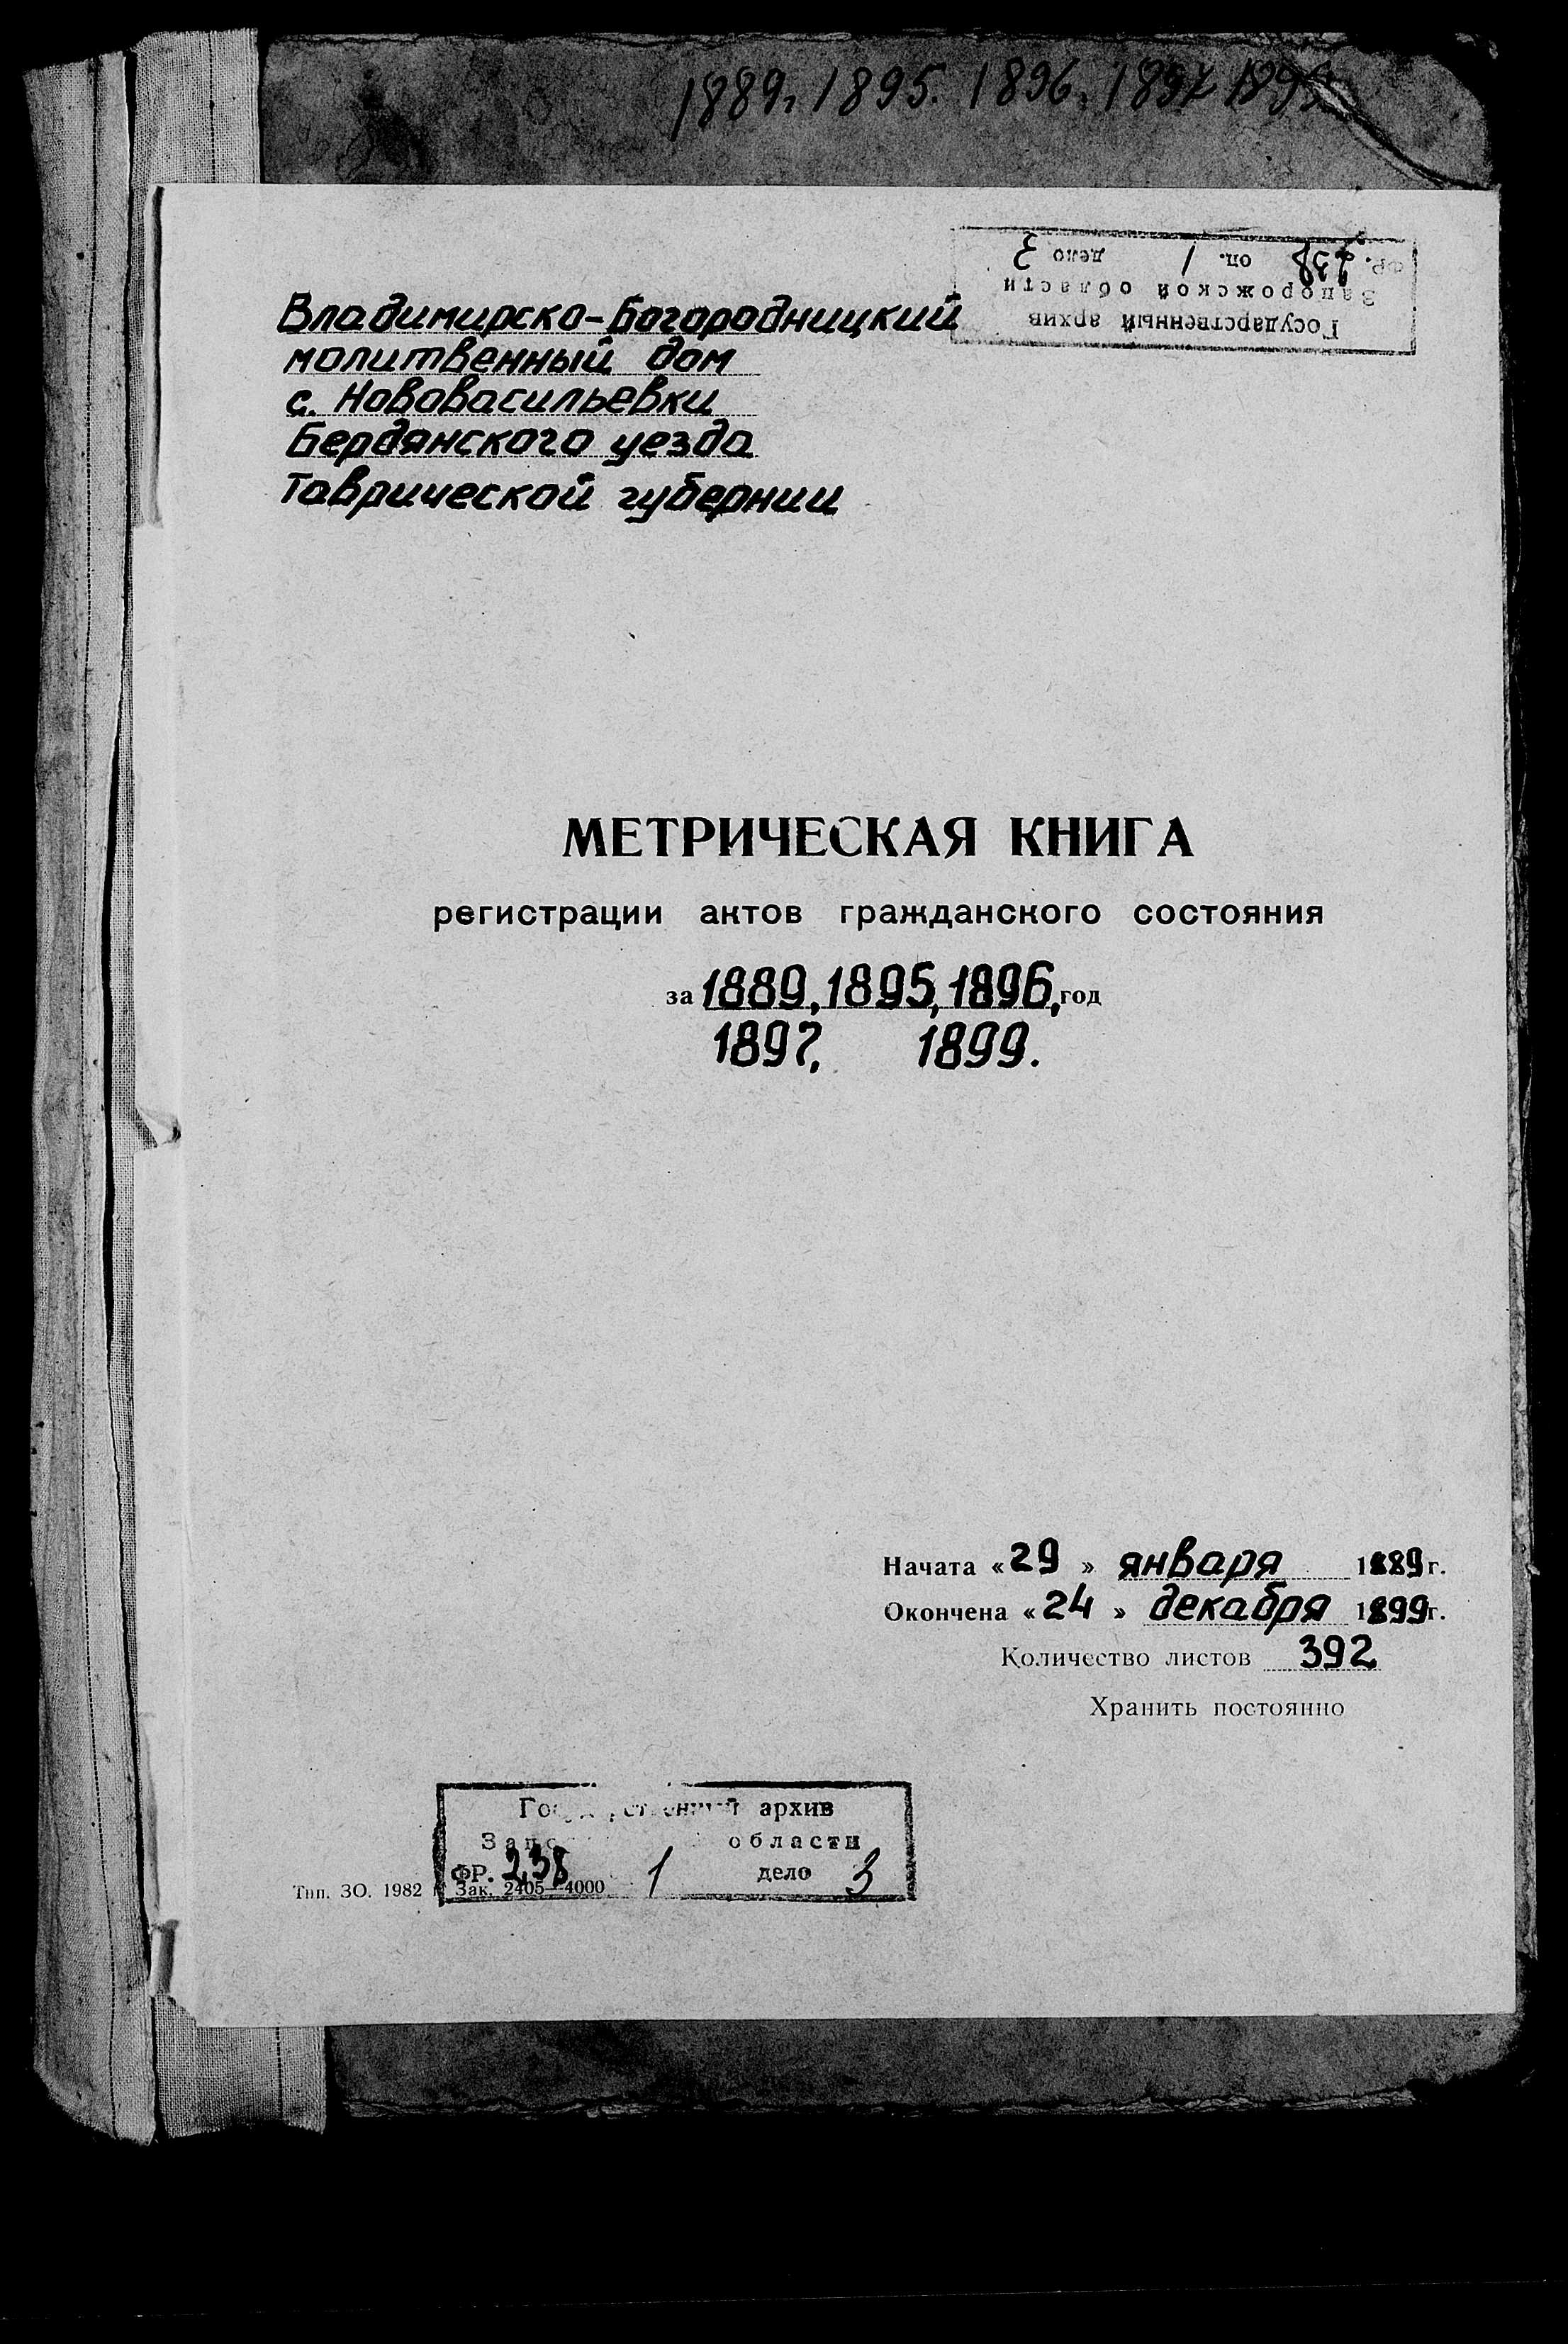 1889, 1895. 1896,
Государственный архив
Запорожской области
ФР. 238 оп. 1 дело 3
Владимирско-Богородницкий
молитвенный дом
с. Нововасильевки
Бердянского уезда
Таврической губернии
МЕТРИЧЕСКАЯ КНИГА
регистрации актов гражданского состояния
за 1889, 1895, 1896, год
1897, 1899.
Начата «29» января 1889 г.
Окончена «24» декабря 1899 г.
Количество листов 392
Хранить постоянно
архив
области
ФР. 238 1 дело 3
Тип. ЗО. 1982 Зак. 2405—4000